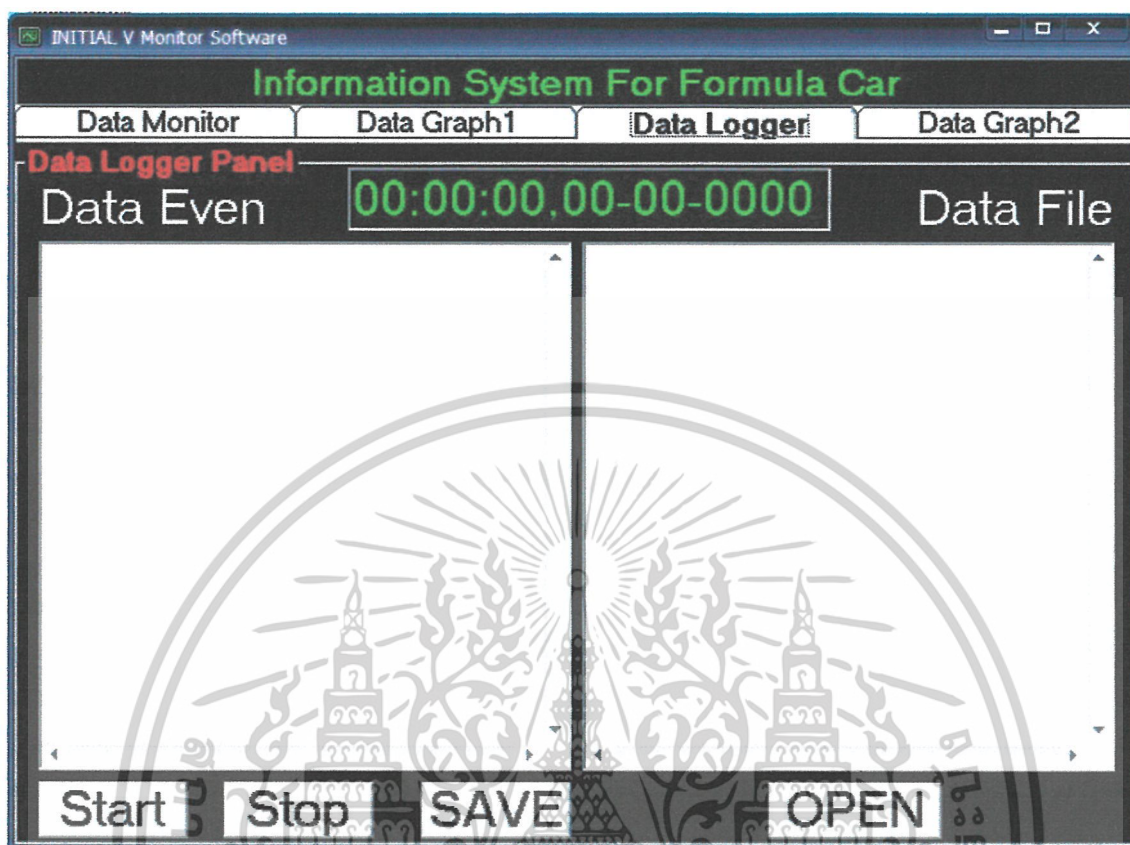 INITIAL V Monitor Software
Information System For Formula Car
Data Monitor Data Graph1 Data Logger Data Graph2
Data Logger Panel
Data Even 00:00:00,00-00-0000 Data File
Start Stop SAVE OPEN